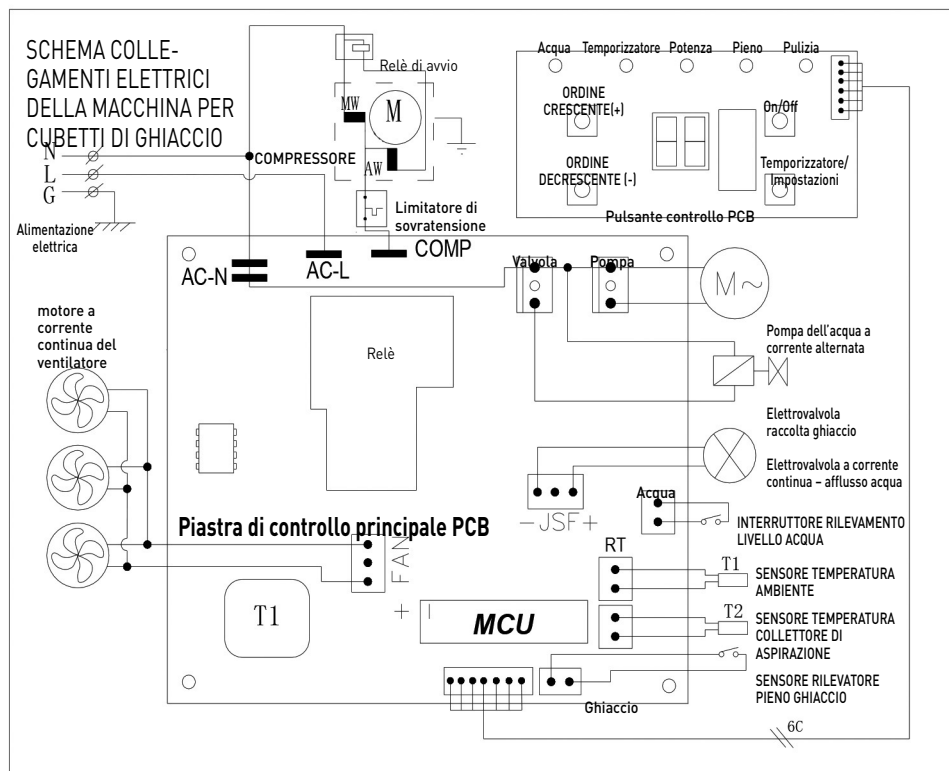 SCHEMA COLLE-
GAMENTI ELETTRICI
DELLA MACCHINA PER
CUBETTI DI GHIACCIO
N
L
G
Alimentazione
elettrica
Relè di avvio
MW
M
AW
COMPRESSORE
Limitatore di
sovratensione
Acqua
Temporizzatore
Potenza
Pieno
Pulizia
ORDINE
CRESCENTE(+)
On/Off
ORDINE
DECRESCENTE (-)
Temporizzatore/
Impostazioni
Pulsante controllo PCB
AC-N
AC-L
COMP
Valvola
Pompa
M~
Pompa dell'acqua a
corrente alternata
motore a
corrente
continua del
ventilatore
Relè
Elettrovalvola
raccolta ghiaccio
Elettrovalvola a corrente
continua – afflusso acqua
-JSF+
Acqua
INTERRUTTORE RILEVAMENTO
LIVELLO ACQUA
Piastra di controllo principale PCB
FAN
+
RT
T1
SENSORE TEMPERATURA
AMBIENTE
T1
MCU
T2
SENSORE TEMPERATURA
COLLETTORE DI
ASPIRAZIONE
SENSORE RILEVATORE
PIENO GHIACCIO
Ghiaccio
6C